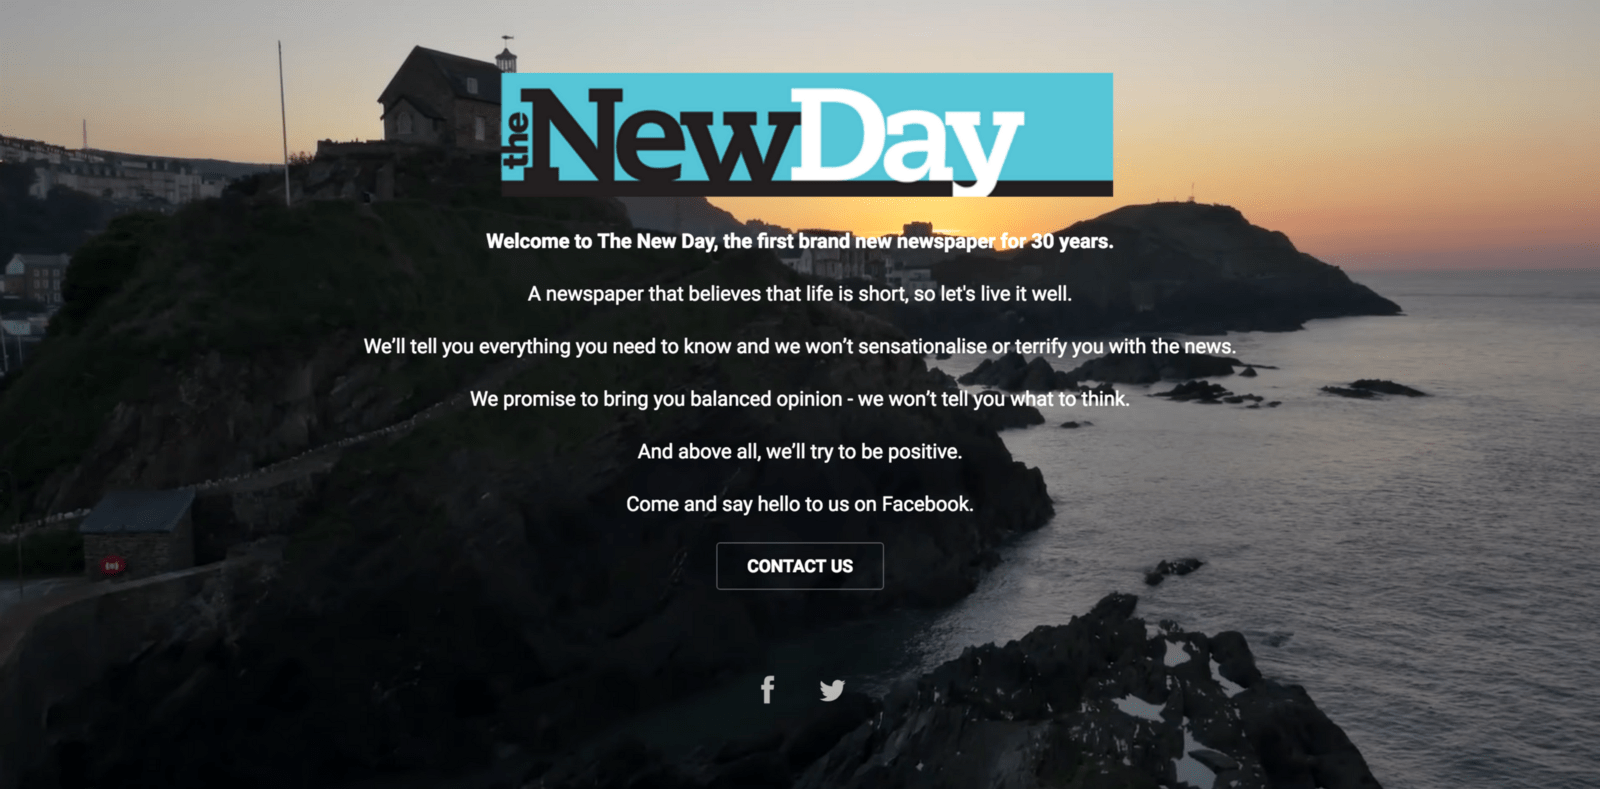 the NewDay
Welcome to The New Day, the first brand new newspaper for 30 years.
A newspaper that believes that life is short, so let's live it well.
We’ll tell you everything you need to know and we won’t sensationalise or terrify you with the news.
We promise to bring you balanced opinion - we won’t tell you what to think.
And above all, we’ll try to be positive.
Come and say hello to us on Facebook.
CONTACT US